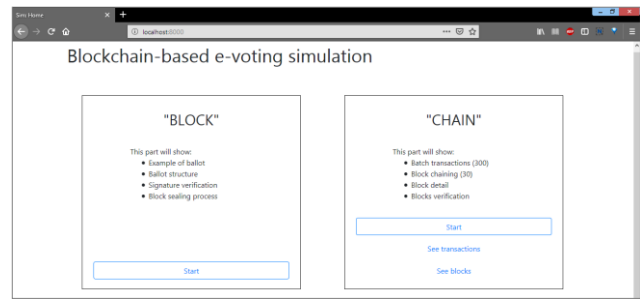 Sim Home
localhost:8000
Blockchain-based e-voting simulation
"BLOCK"
This part will show:
Example of ballot
Ballot structure
Signature verification
Block sealing process
Start
"CHAIN"
This part will show:
Batch transactions (300)
Block chaining (30)
Block detail
Blocks verification
Start
See transactions
See blocks